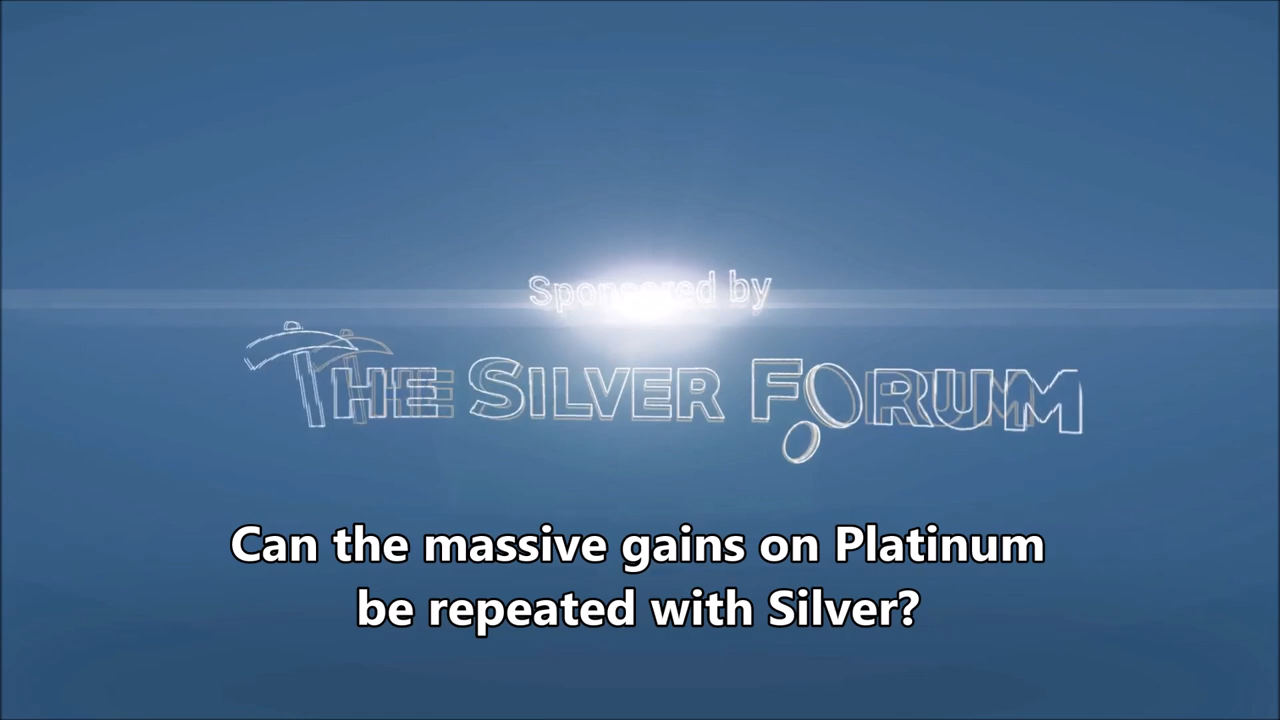 Sponsored by
THE SILVER FORUM
Can the massive gains on Platinum
be repeated with Silver?